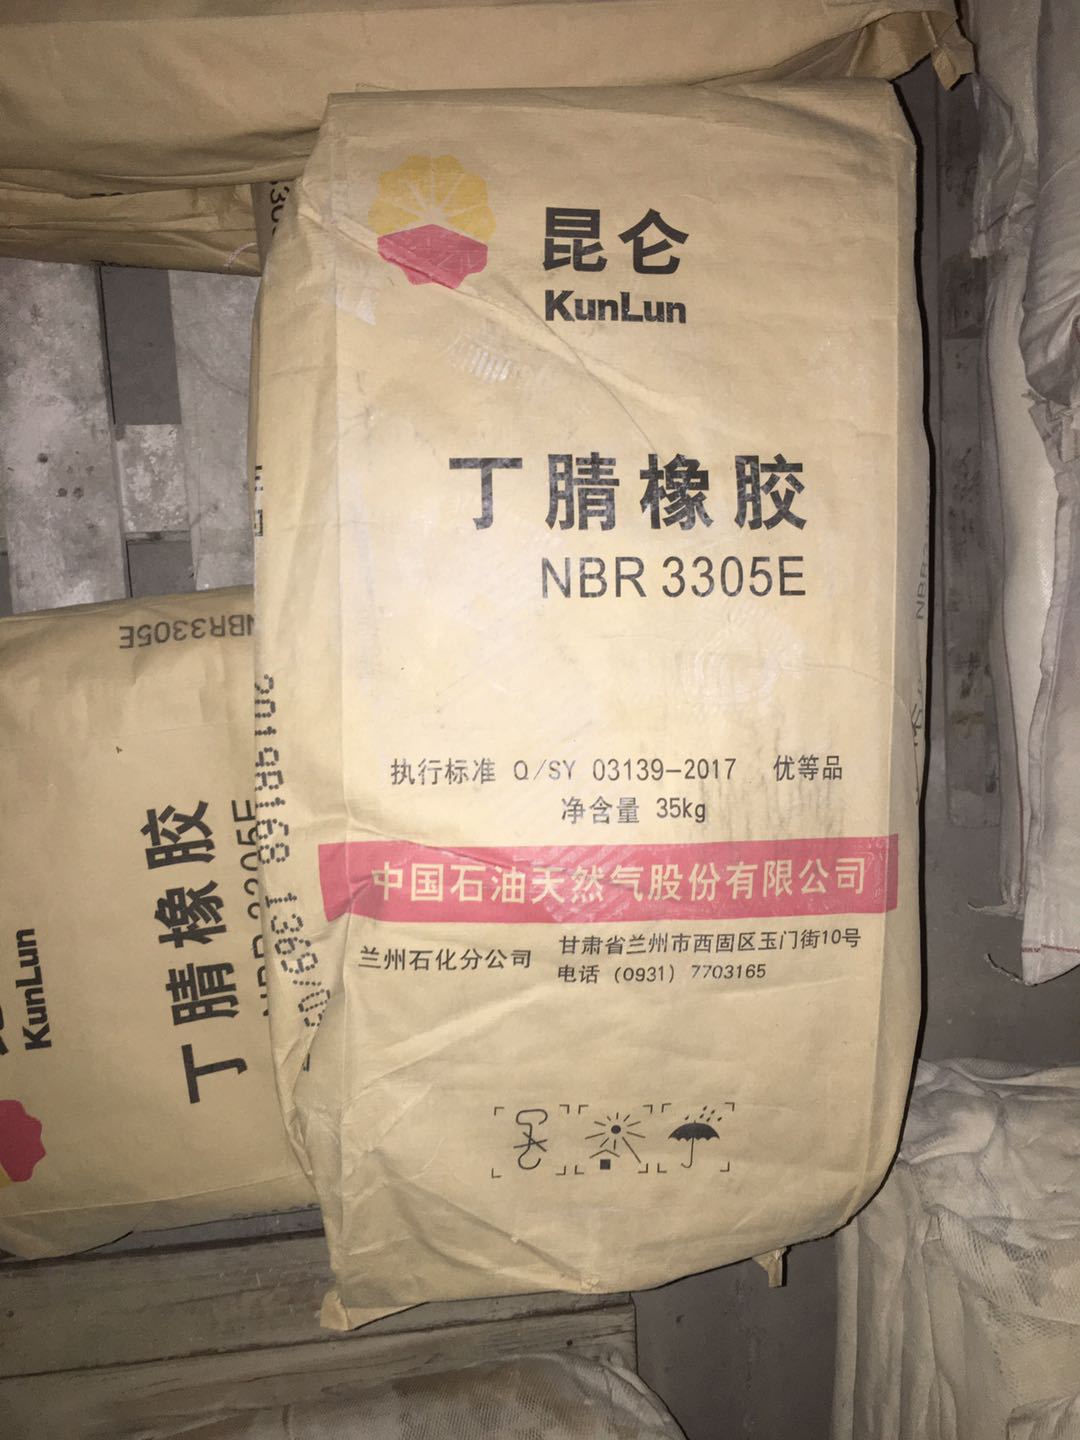 昆仑
KunLun
丁腈橡胶
NBR 3305E
执行标准 Q/SY 03139-2017 优等品
净含量 35kg
中国石油天然气股份有限公司
兰州石化分公司
甘肃省兰州市西固区玉门街10号
电话 (0931) 7703165
NBR3305E
丁腈橡胶
KunLun
NBR